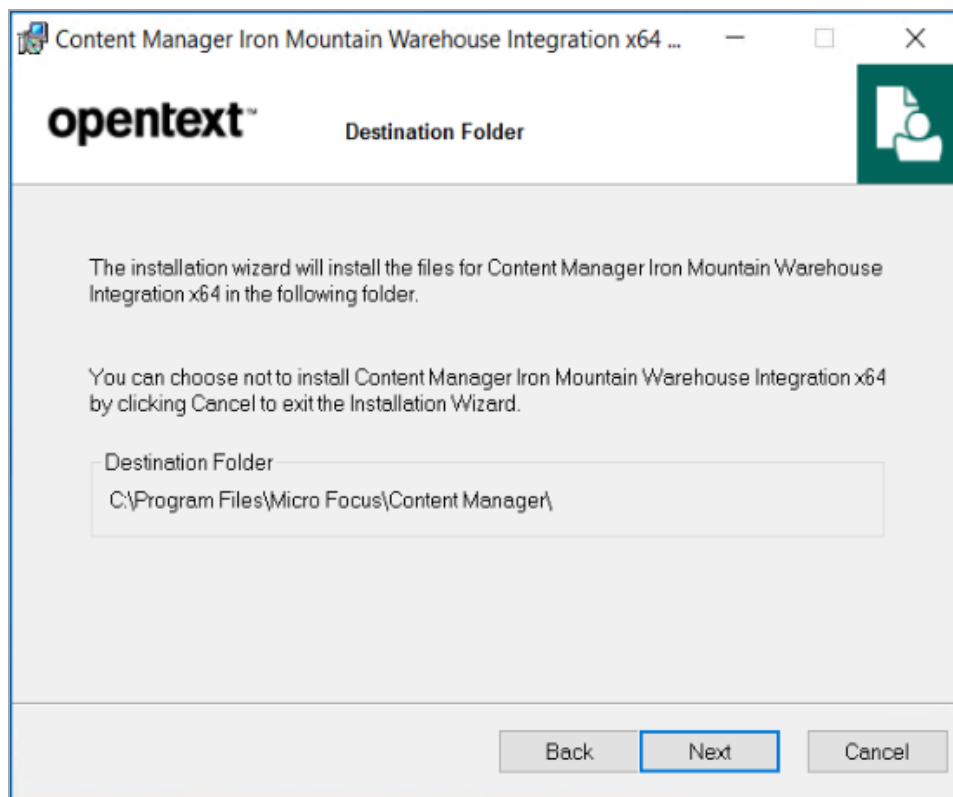 Content Manager Iron Mountain Warehouse Integration x64 ...
opentext™
Destination Folder
The installation wizard will install the files for Content Manager Iron Mountain Warehouse
Integration x64 in the following folder.
You can choose not to install Content Manager Iron Mountain Warehouse Integration x64
by clicking Cancel to exit the Installation Wizard.
Destination Folder
C:\Program Files\Micro Focus\Content Manager\
Back Next Cancel